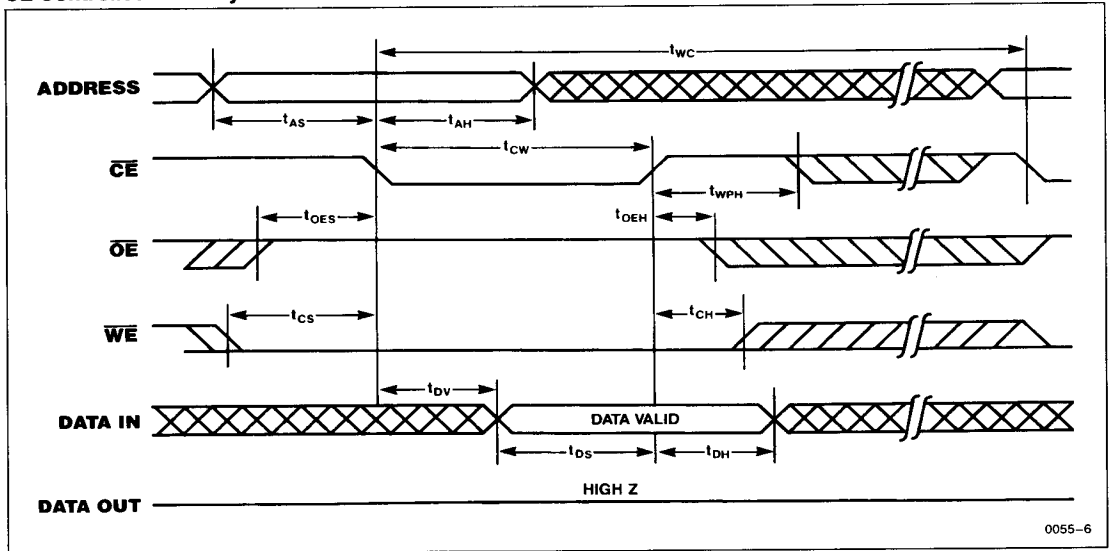 tWC
ADDRESS
tAS
tAH
tCW
CE
tWPH
tOES
tOEH
OE
tCS
tCH
WE
tDV
DATA IN
DATA VALID
tDS
tDH
HIGH Z
DATA OUT
0055-6